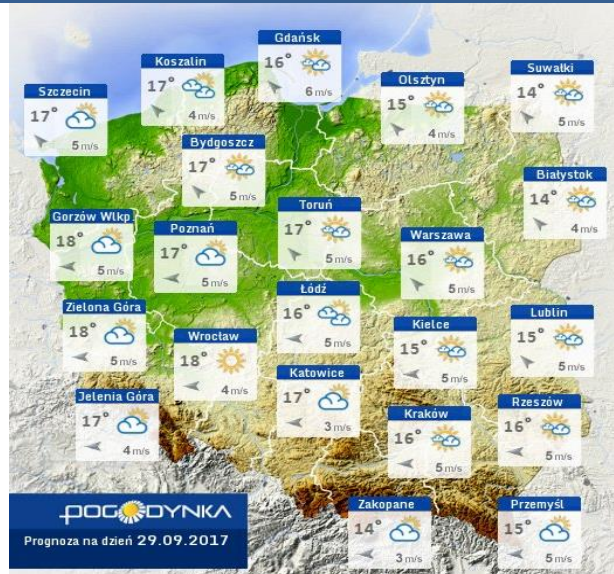 Gdańsk
16°
6 m/s
Koszalin
17°
4 m/s
Suwałki
14°
5 m/s
Olsztyn
15°
4 m/s
Szczecin
17°
5 m/s
Bydgoszcz
17°
5 m/s
Białystok
14°
4 m/s
Toruń
17°
5 m/s
Gorzów Wlkp
18°
5 m/s
Poznań
17°
5 m/s
Warszawa
16°
5 m/s
Łódź
16°
5 m/s
Zielona Góra
18°
5 m/s
Lublin
15°
5 m/s
Kielce
15°
5 m/s
Wrocław
18°
4 m/s
Katowice
17°
3 m/s
Jelenia Góra
17°
4 m/s
Rzeszów
16°
5 m/s
Kraków
16°
5 m/s
Zakopane
14°
3 m/s
Przemyśl
15°
5 m/s
POGODYNKA
Prognoza na dzień 29.09.2017